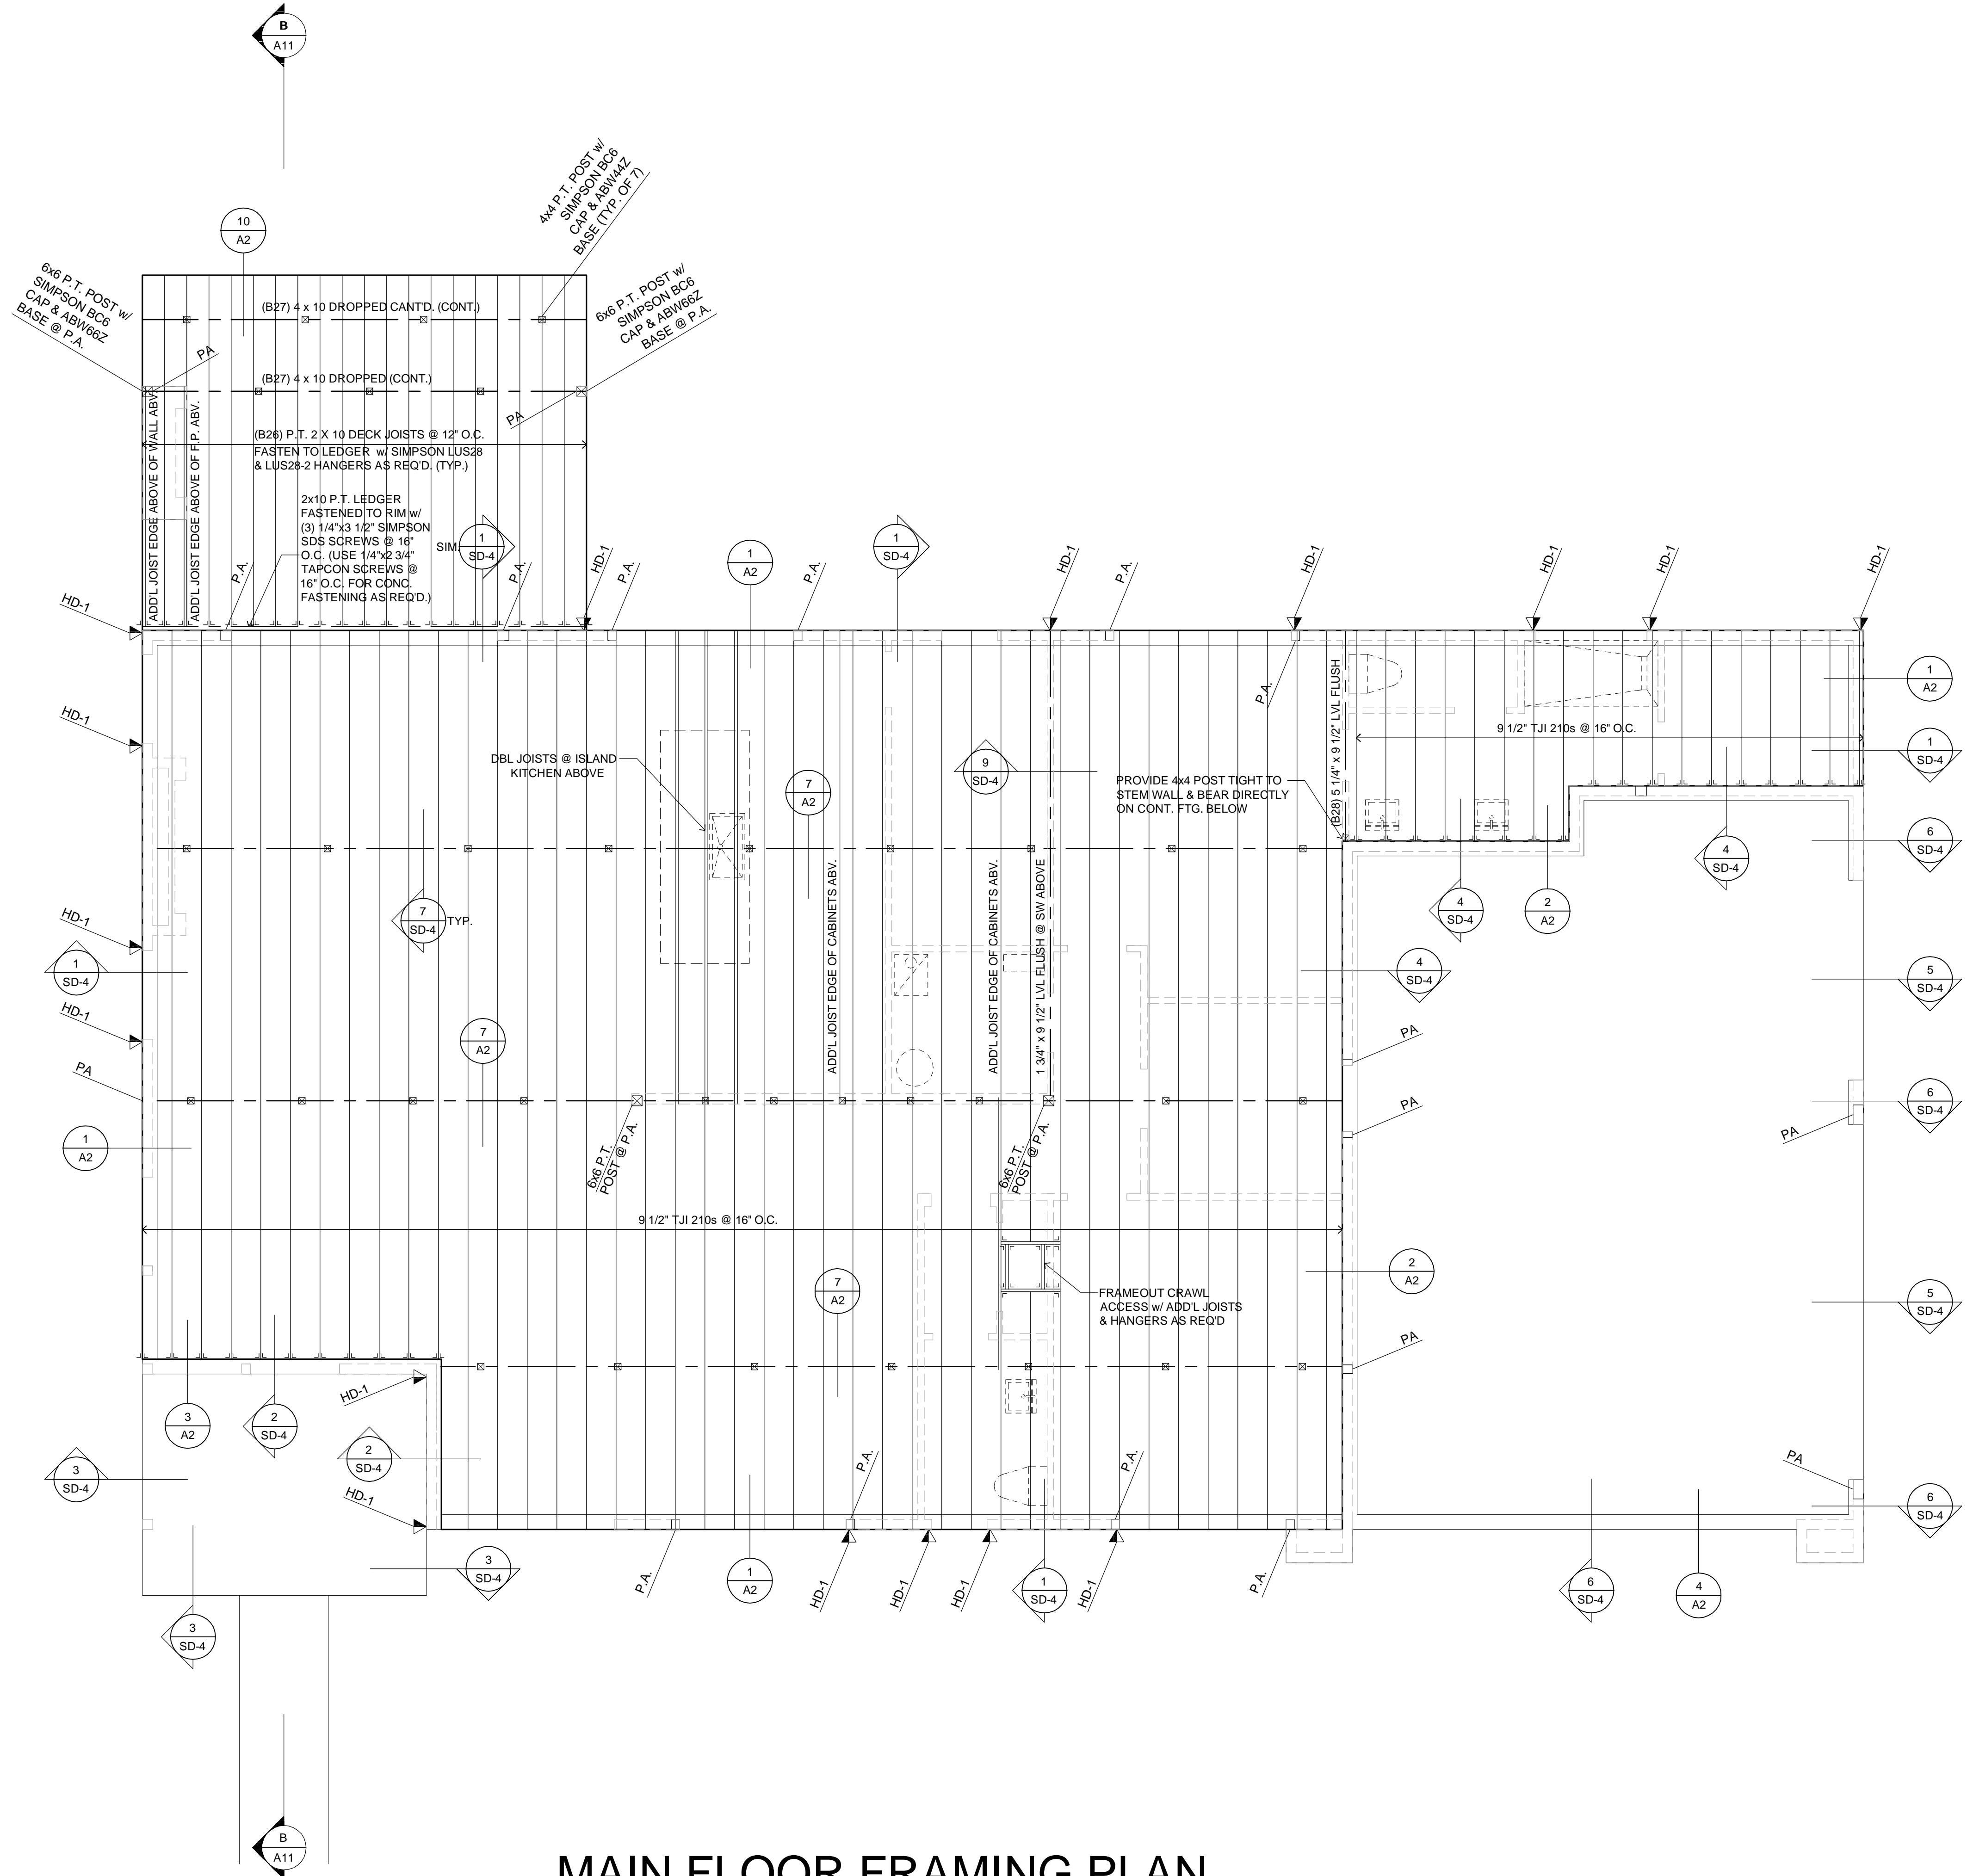 B
A11
4x4 P.T. POST w/
SIMPSON BC6
CAP & ABW44Z
BASE (TYP. OF 7)
10
A2
6x6 P.T. POST w/
SIMPSON BC6
CAP & ABW66Z
BASE @ P.A.
6x6 P.T. POST w/
SIMPSON BC6
CAP & ABW66Z
BASE @ P.A.
(B27) 4 x 10 DROPPED CANT'D. (CONT.)
PA
(B27) 4 x 10 DROPPED (CONT.)
PA
ADD'L JOIST EDGE ABOVE OF WALL ABV.
ADD'L JOIST EDGE ABOVE OF F.P. ABV.
(B26) P.T. 2 X 10 DECK JOISTS @ 12" O.C.
FASTEN TO LEDGER w/ SIMPSON LUS28
& LUS28-2 HANGERS AS REQ'D. (TYP.)
2x10 P.T. LEDGER
FASTENED TO RIM w/
(3) 1/4"x3 1/2" SIMPSON
SDS SCREWS @ 16"
O.C. (USE 1/4"x2 3/4"
TAPCON SCREWS @
16" O.C. FOR CONC.
FASTENING AS REQ'D.)
SIM.
1
SD-4
1
A2
1
SD-4
P.A.
P.A.
HD-1
P.A.
P.A.
HD-1
P.A.
HD-1
HD-1
HD-1
HD-1
HD-1
HD-1
HD-1
HD-1
1
SD-4
PA
1
A2
P.A.
(B28) 5 1/4" x 9 1/2" LVL FLUSH
9 1/2" TJI 210s @ 16" O.C.
1
A2
1
SD-4
DBL JOISTS @ ISLAND
KITCHEN ABOVE
7
A2
9
SD-4
PROVIDE 4x4 POST TIGHT TO
STEM WALL & BEAR DIRECTLY
ON CONT. FTG. BELOW
6
SD-4
4
SD-4
4
SD-4
2
A2
7
SD-4
TYP.
ADD'L JOIST EDGE OF CABINETS ABV.
ADD'L JOIST EDGE OF CABINETS ABV.
1 3/4" x 9 1/2" LVL FLUSH @ SW ABOVE
4
SD-4
5
SD-4
7
A2
PA
PA
6
SD-4
PA
6x6 P.T.
POST @ P.A.
6x6 P.T.
POST @ P.A.
9 1/2" TJI 210s @ 16" O.C.
7
A2
FRAMEOUT CRAWL
ACCESS w/ ADD'L JOISTS
& HANGERS AS REQ'D
2
A2
5
SD-4
PA
HD-1
3
A2
2
SD-4
2
SD-4
3
SD-4
HD-1
P.A.
P.A.
PA
6
SD-4
3
SD-4
1
A2
P.A.
HD-1
HD-1
HD-1
1
SD-4
HD-1
P.A.
6
SD-4
4
A2
3
SD-4
B
A11
MAIN FLOOR FRAMING PLAN